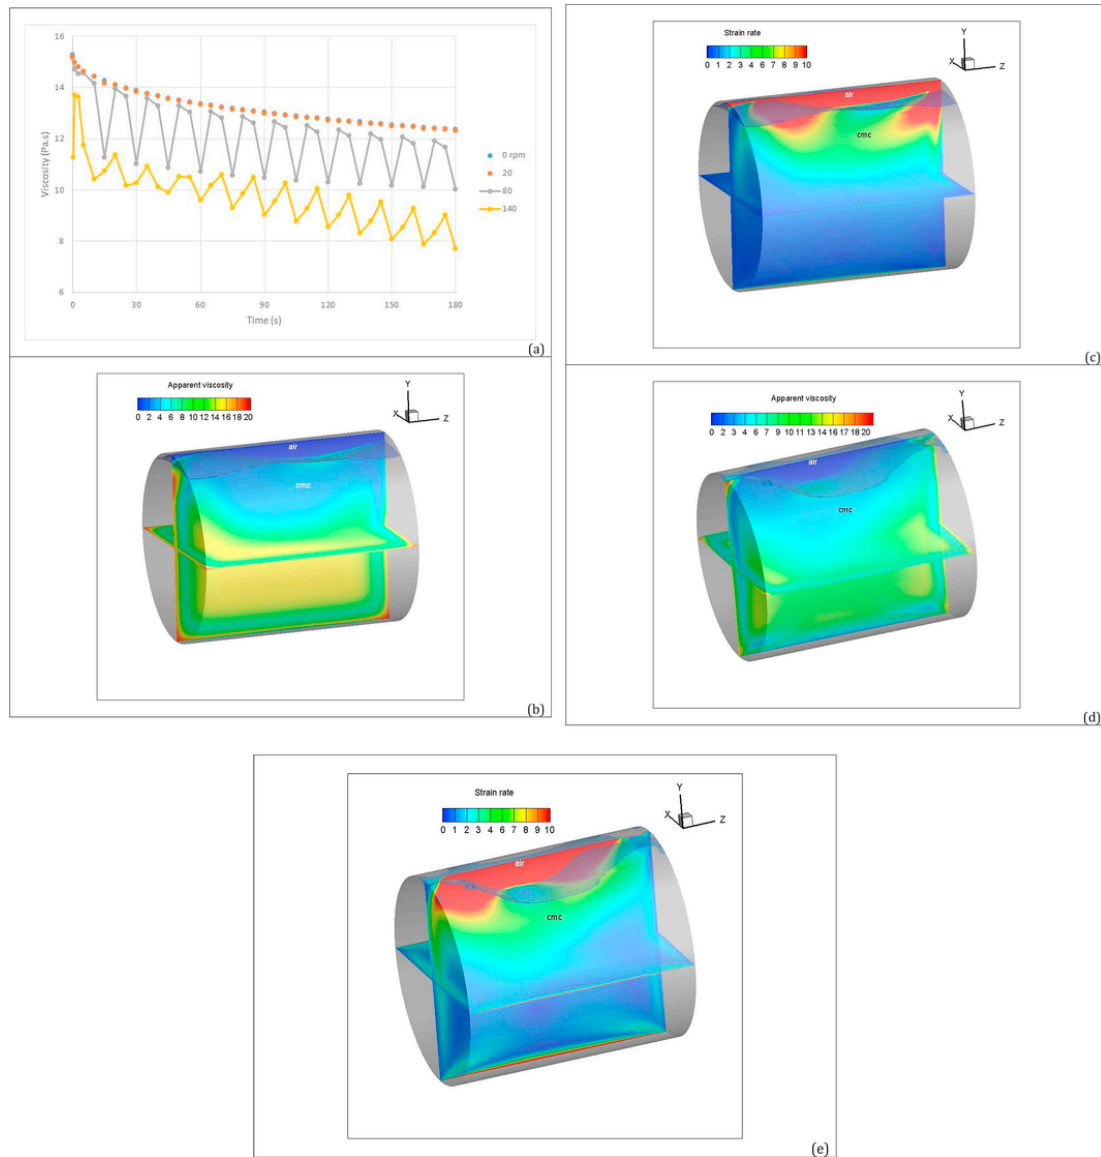 16
14
12
10
8
6
Viscosity (Pa.s)
0 30 60 90 120 150 180
Time (s)
0 rpm
20
80
140
(a)
Strain rate
0 1 2 3 4 5 6 7 8 9 10
Y
X
Z
air
cmc
(c)
Apparent viscosity
0 2 4 6 8 10 12 14 16 18 20
Y
X
Z
air
cmc
(b)
Apparent viscosity
0 2 3 4 6 7 9 10 11 13 14 16 17 18 20
Y
X
Z
air
cmc
(d)
Strain rate
0 1 2 3 4 5 6 7 8 9 10
Y
X
Z
air
cmc
(e)